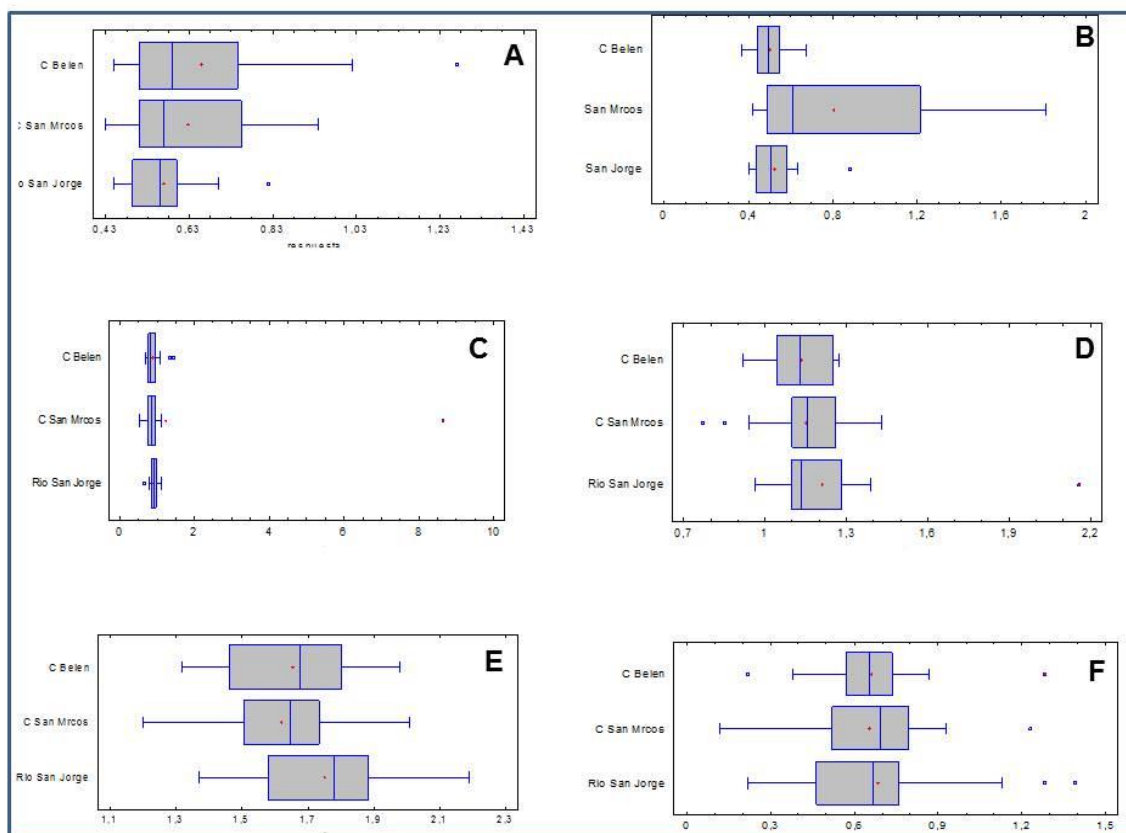 A
C Belen
C San Mrcos
o San Jorge
0,43 0,63 0,83 1,03 1,23 1,43
B
C Belen
San Mrcos
San Jorge
0 0,4 0,8 1,2 1,6 2
C
C Belen
C San Mrcos
Rio San Jorge
0 2 4 6 8 10
D
C Belen
C San Mrcos
Rio San Jorge
0,7 1 1,3 1,6 1,9 2,2
E
C Belen
C San Mrcos
Rio San Jorge
1,1 1,3 1,5 1,7 1,9 2,1 2,3
F
C Belen
C San Mrcos
Rio San Jorge
0 0,3 0,6 0,9 1,2 1,5